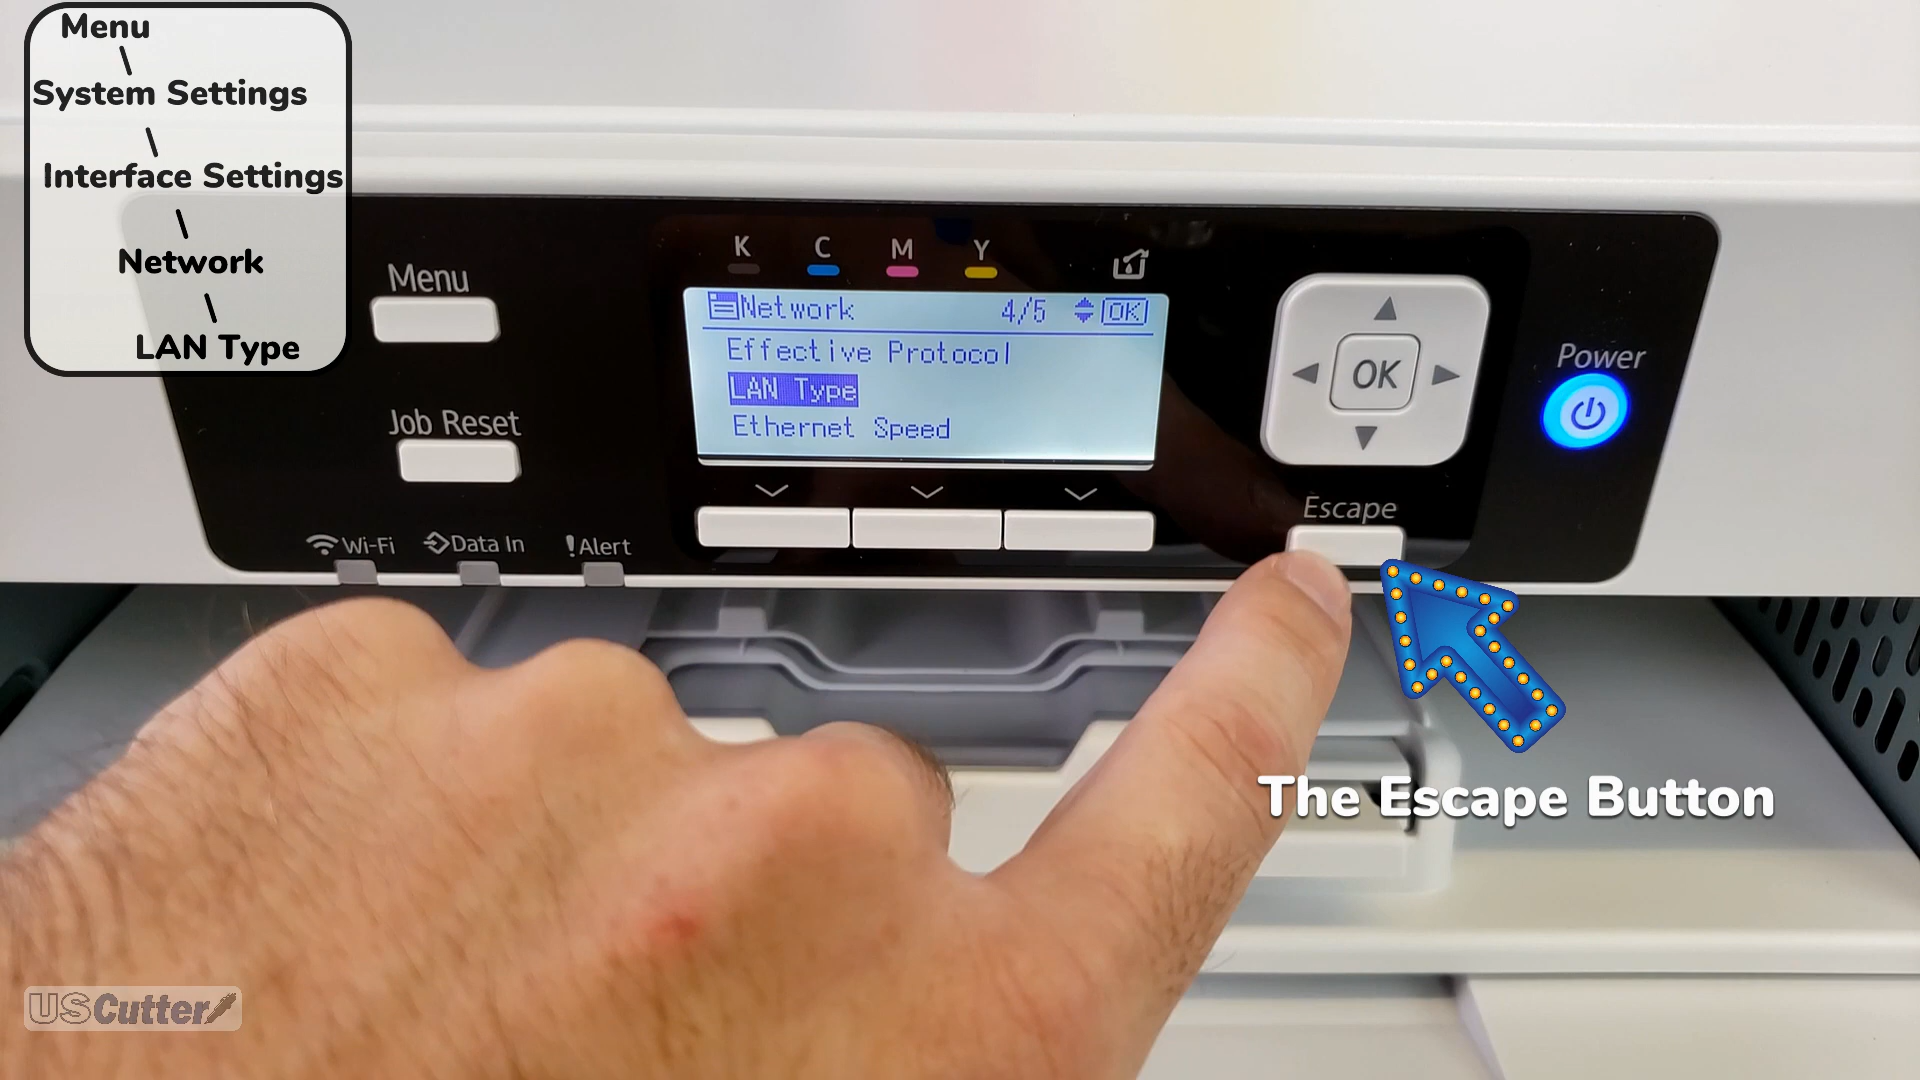 Menu
System Settings
Interface Settings
Network
LAN Type
K C M Y
Menu
Network 4/5 OK
Effective Protocol
LAN Type
Ethernet Speed
OK
Power
Job Reset
Escape
Wi-Fi Data In !Alert
The Escape Button
USCutter